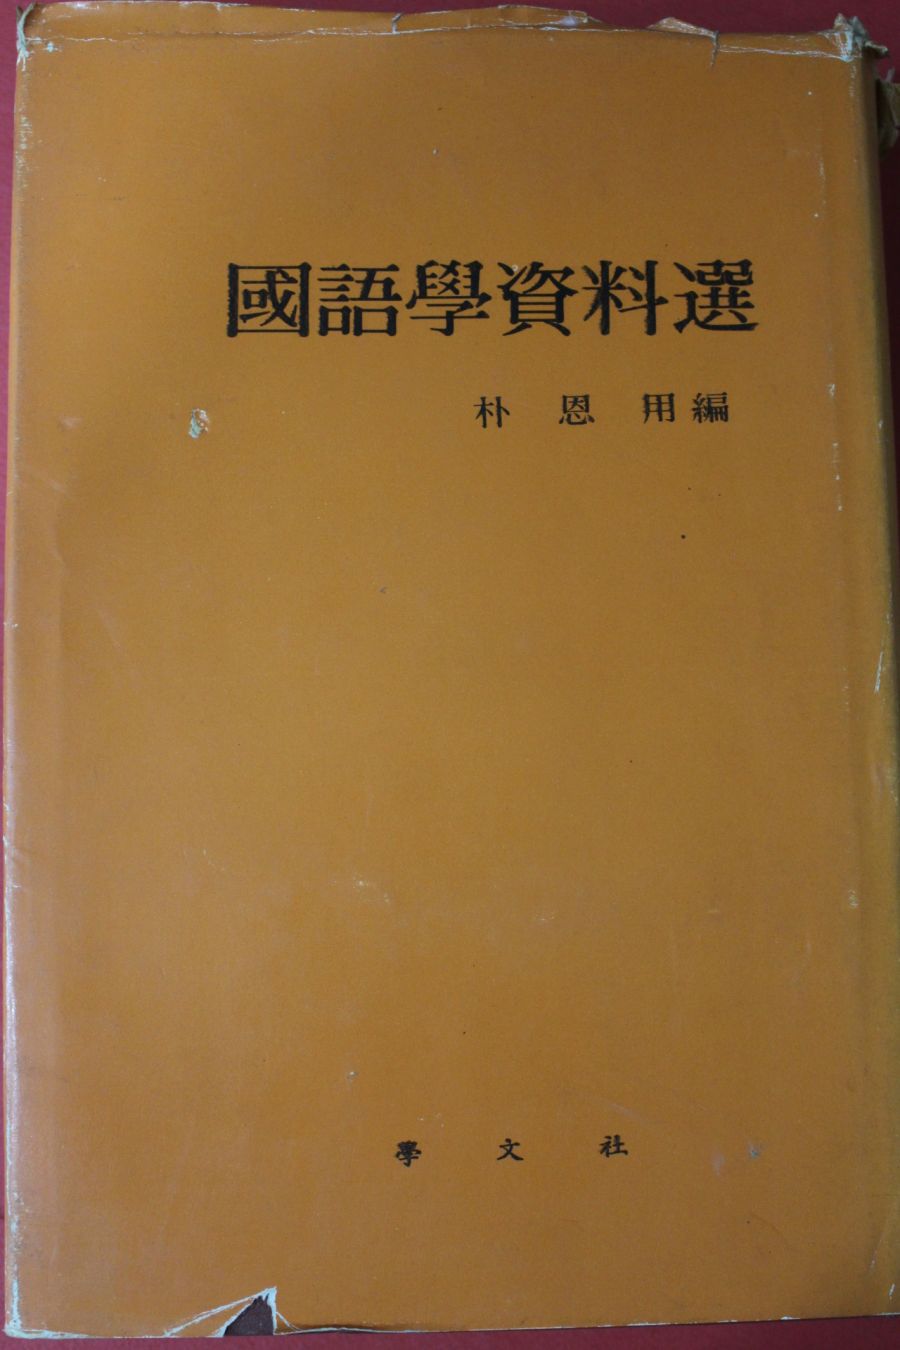 國語學資料選
朴 恩 用 編
學 文 社